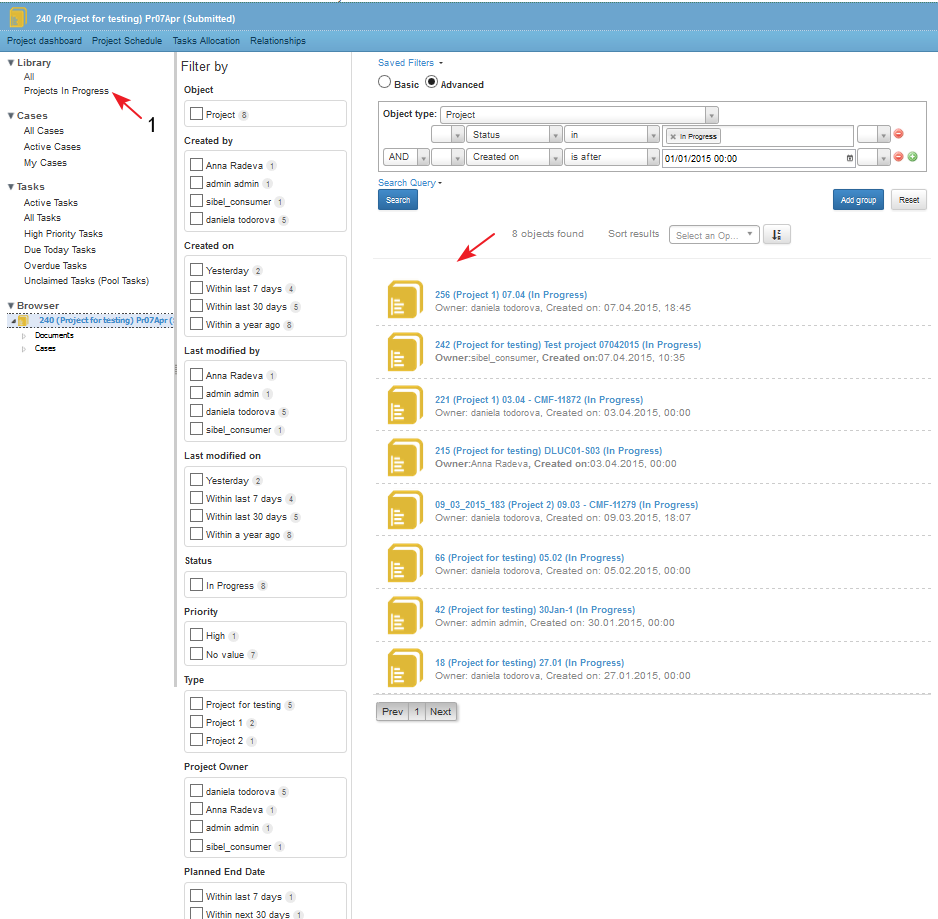 240 (Project for testing) Pr07Apr (Submitted)
Project dashboard Project Schedule Tasks Allocation Relationships
Library
All
Projects In Progress
1
Cases
All Cases
Active Cases
My Cases
Tasks
Active Tasks
All Tasks
High Priority Tasks
Due Today Tasks
Overdue Tasks
Unclaimed Tasks (Pool Tasks)
Browser
240 (Project for testing) Pr07Apr (
Documents
Cases
Filter by
Object
Project 8
Created by
Anna Radeva 1
admin admin 1
sibel_consumer 1
daniela todorova 5
Created on
Yesterday 2
Within last 7 days 4
Within last 30 days 5
Within a year ago 8
Last modified by
Anna Radeva 1
admin admin 1
daniela todorova 5
sibel_consumer 1
Last modified on
Yesterday 2
Within last 7 days 4
Within last 30 days 5
Within a year ago 8
Status
In Progress 8
Priority
High 1
No value 7
Type
Project for testing 5
Project 1 2
Project 2 1
Project Owner
daniela todorova 5
Anna Radeva 1
admin admin 1
sibel_consumer 1
Planned End Date
Within last 7 days 1
Within next 30 days 1
Saved Filters
Basic Advanced
Object type: Project
Status in × In Progress
AND Created on is after 01/01/2015 00:00
Search Query
Search Add group Reset
8 objects found Sort results Select an Op...
256 (Project 1) 07.04 (In Progress)
Owner: daniela todorova, Created on: 07.04.2015, 18:45
242 (Project for testing) Test project 07042015 (In Progress)
Owner:sibel_consumer, Created on:07.04.2015, 10:35
221 (Project 1) 03.04 - CMF-11872 (In Progress)
Owner: daniela todorova, Created on: 03.04.2015, 00:00
215 (Project for testing) DLUC01-S03 (In Progress)
Owner:Anna Radeva, Created on:03.04.2015, 00:00
09_03_2015_183 (Project 2) 09.03 - CMF-11279 (In Progress)
Owner: daniela todorova, Created on: 09.03.2015, 18:07
66 (Project for testing) 05.02 (In Progress)
Owner: daniela todorova, Created on: 05.02.2015, 00:00
42 (Project for testing) 30Jan-1 (In Progress)
Owner: admin admin, Created on: 30.01.2015, 00:00
18 (Project for testing) 27.01 (In Progress)
Owner: daniela todorova, Created on: 27.01.2015, 00:00
Prev 1 Next